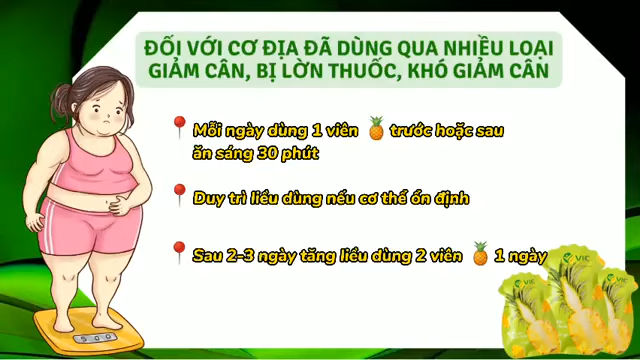 ĐỐI VỚI CƠ ĐỊA ĐÃ DÙNG QUA NHIỀU LOẠI
GIẢM CÂN, BỊ LỜN THUỐC, KHÓ GIẢM CÂN
Mỗi ngày dùng 1 viên 🍍 trước hoặc sau
ăn sáng 30 phút
Duy trì liều dùng nếu cơ thể ổn định
Sau 2-3 ngày tăng liều dùng 2 viên 🍍 1 ngày
VIC